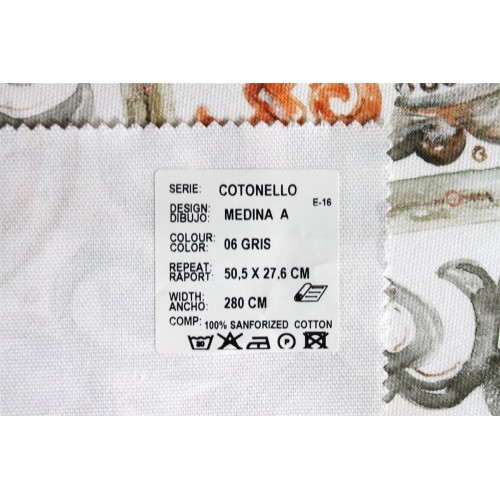 SERIE: COTONELLO
E-16
DESIGN:
DIBUJO: MEDINA A
COLOUR:
COLOR: 06 GRIS
REPEAT:
RAPORT: 50,5 X 27,6 CM
WIDTH:
ANCHO: 280 CM
COMP: 100% SANFORIZED COTTON